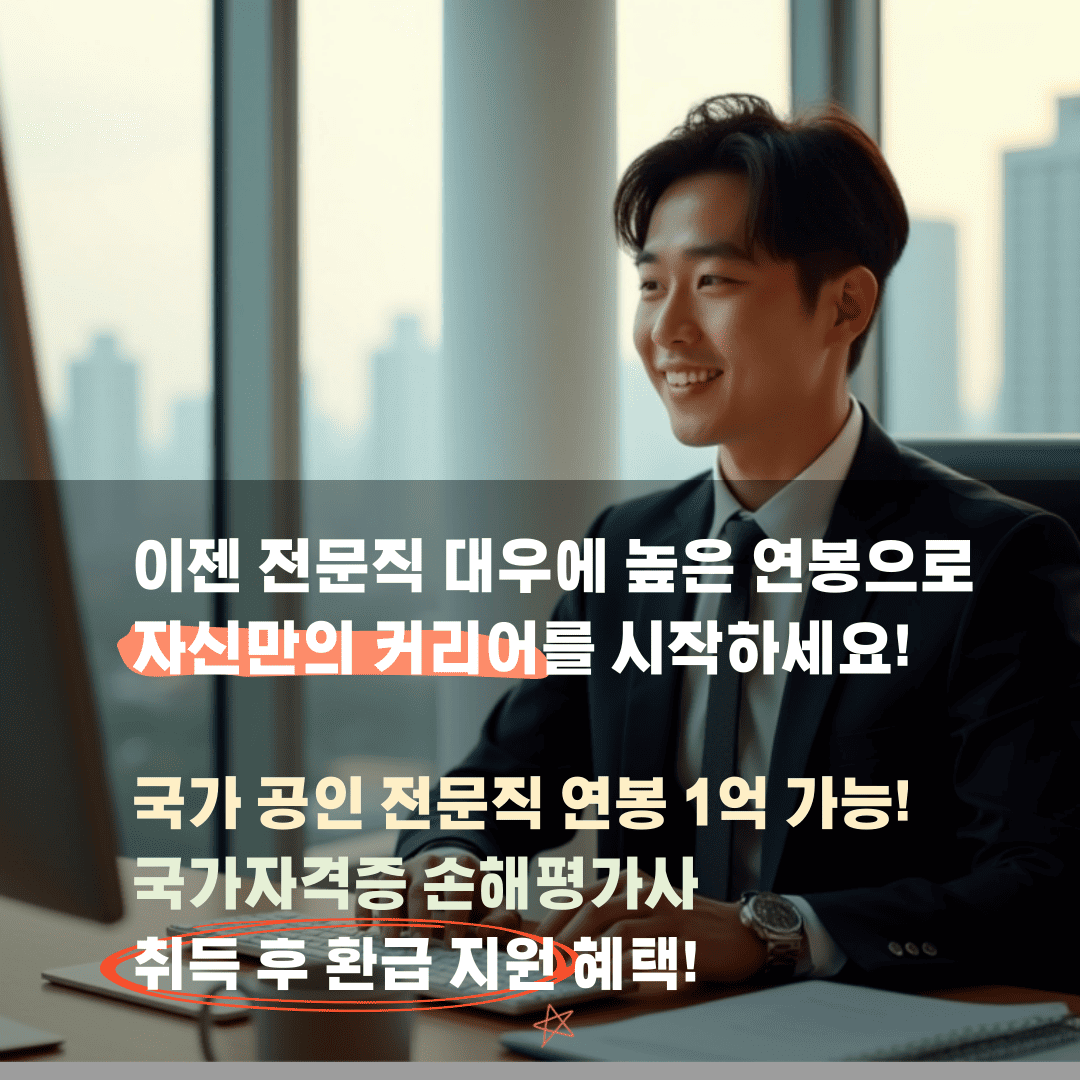 이젠 전문직 대우에 높은 연봉으로
자신만의 커리어를 시작하세요!
국가 공인 전문직 연봉 1억 가능!
국가자격증 손해평가사
취득 후 환급 지원 혜택!